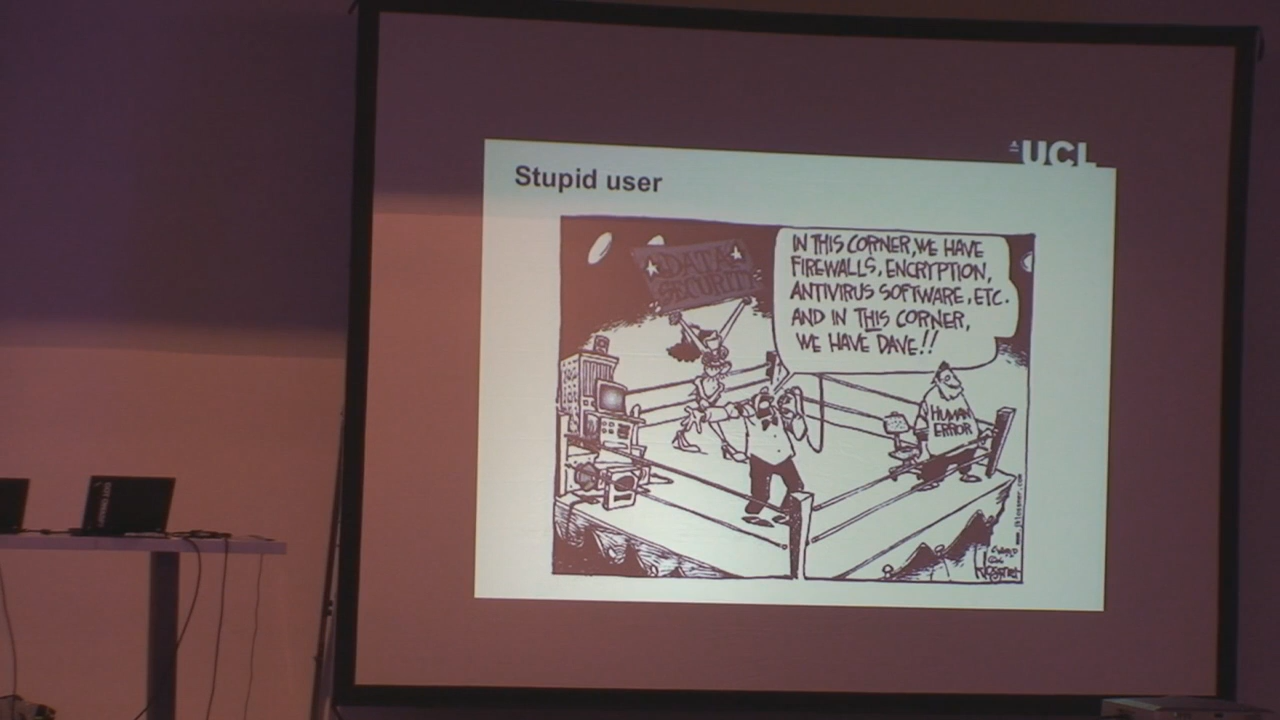 UCL
Stupid user
DATA
SECURITY
IN THIS CORNER, WE HAVE
FIREWALLS, ENCRYPTION,
ANTIVIRUS SOFTWARE, ETC.
AND IN THIS CORNER,
WE HAVE DAVE!!
HUMAN
ERROR